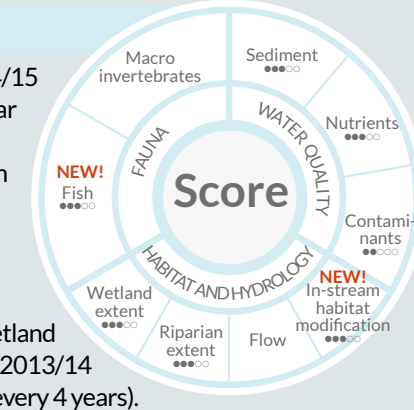 4/15
ar
n
etland
2013/14
every 4 years).
Score
FAUNA
WATER QUALITY
HABITAT AND HYDROLOGY
Macro
invertebrates
Sediment
Nutrients
Contami-
nants
NEW!
In-stream
habitat
modification
Flow
Riparian
extent
Wetland
extent
NEW!
Fish